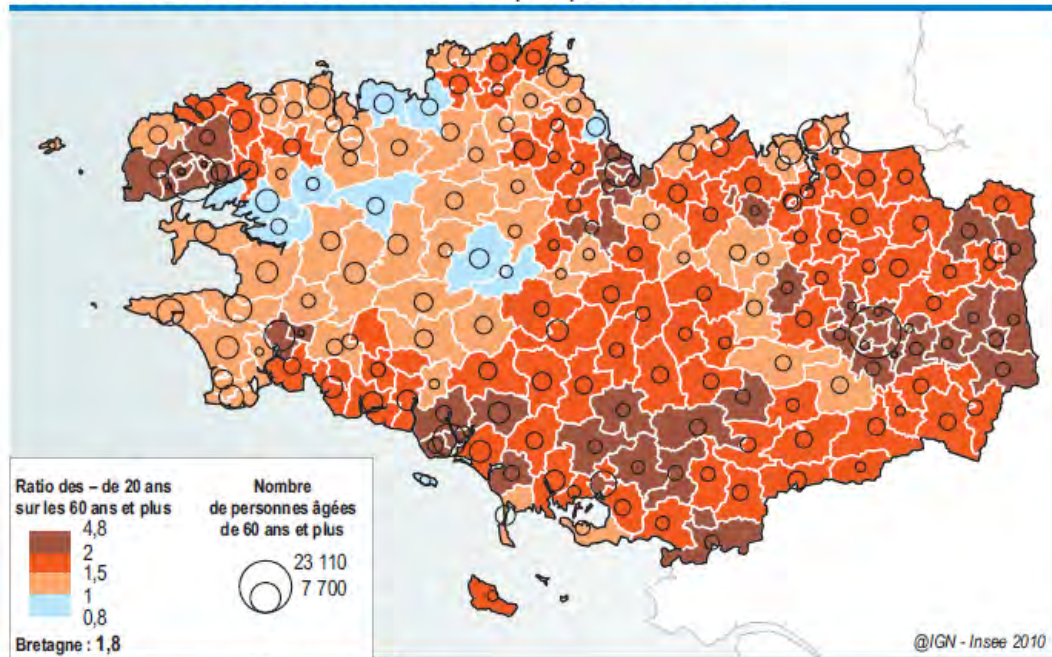 Ratio des – de 20 ans
sur les 60 ans et plus
4,8
2
1,5
1
0,8
Bretagne : 1,8
Nombre
de personnes âgées
de 60 ans et plus
23 110
7 700
@IGN - Insee 2010